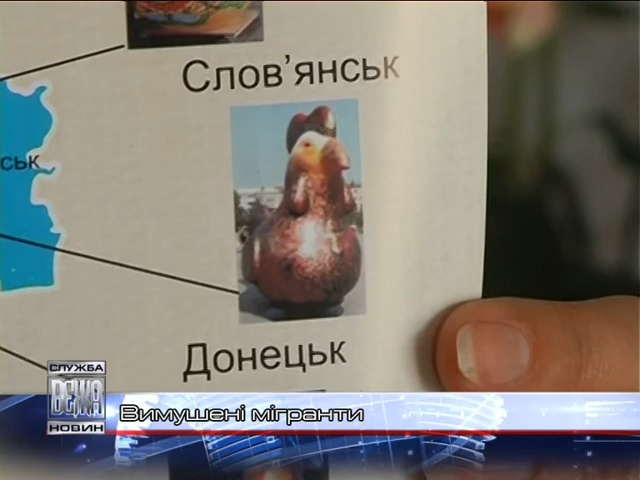 Слов’янськ
ськ
Донецьк
СЛУЖБА
ВЕЖА
НОВИН
Вимушені мігранти